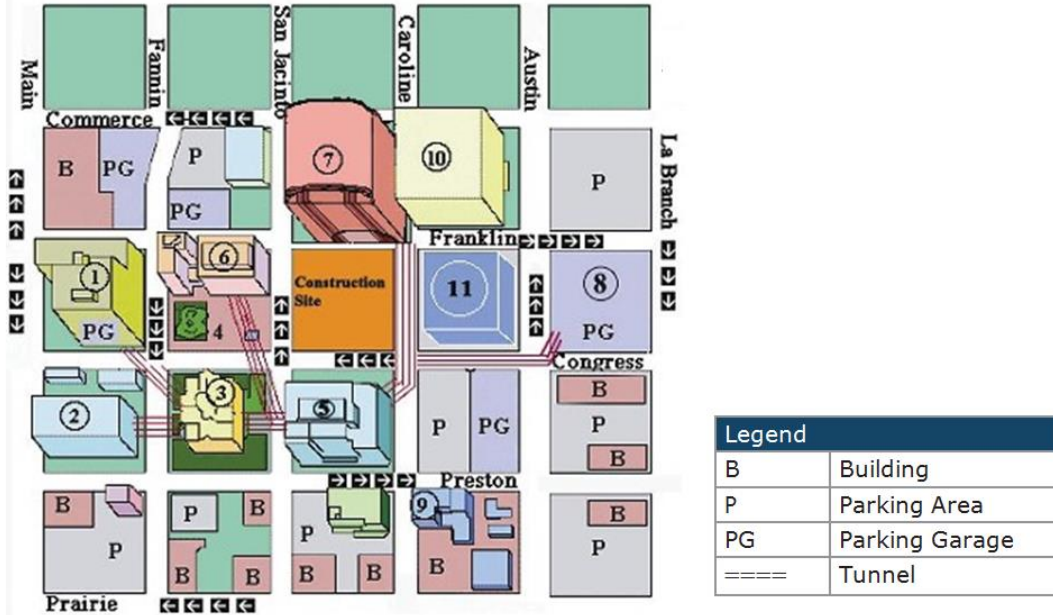 Main
Fannin
San Jacinto
Caroline
Austin
Commerce
B
PG
P
PG
7
10
P
La Branch
Franklin
1
PG
6
4
Construction
Site
11
8
PG
Congress
2
3
5
P
PG
B
P
B
Preston
B
P
P
B
B
B
P
B
B
9
B
B
P
Prairie
Legend
B Building
P Parking Area
PG Parking Garage
==== Tunnel